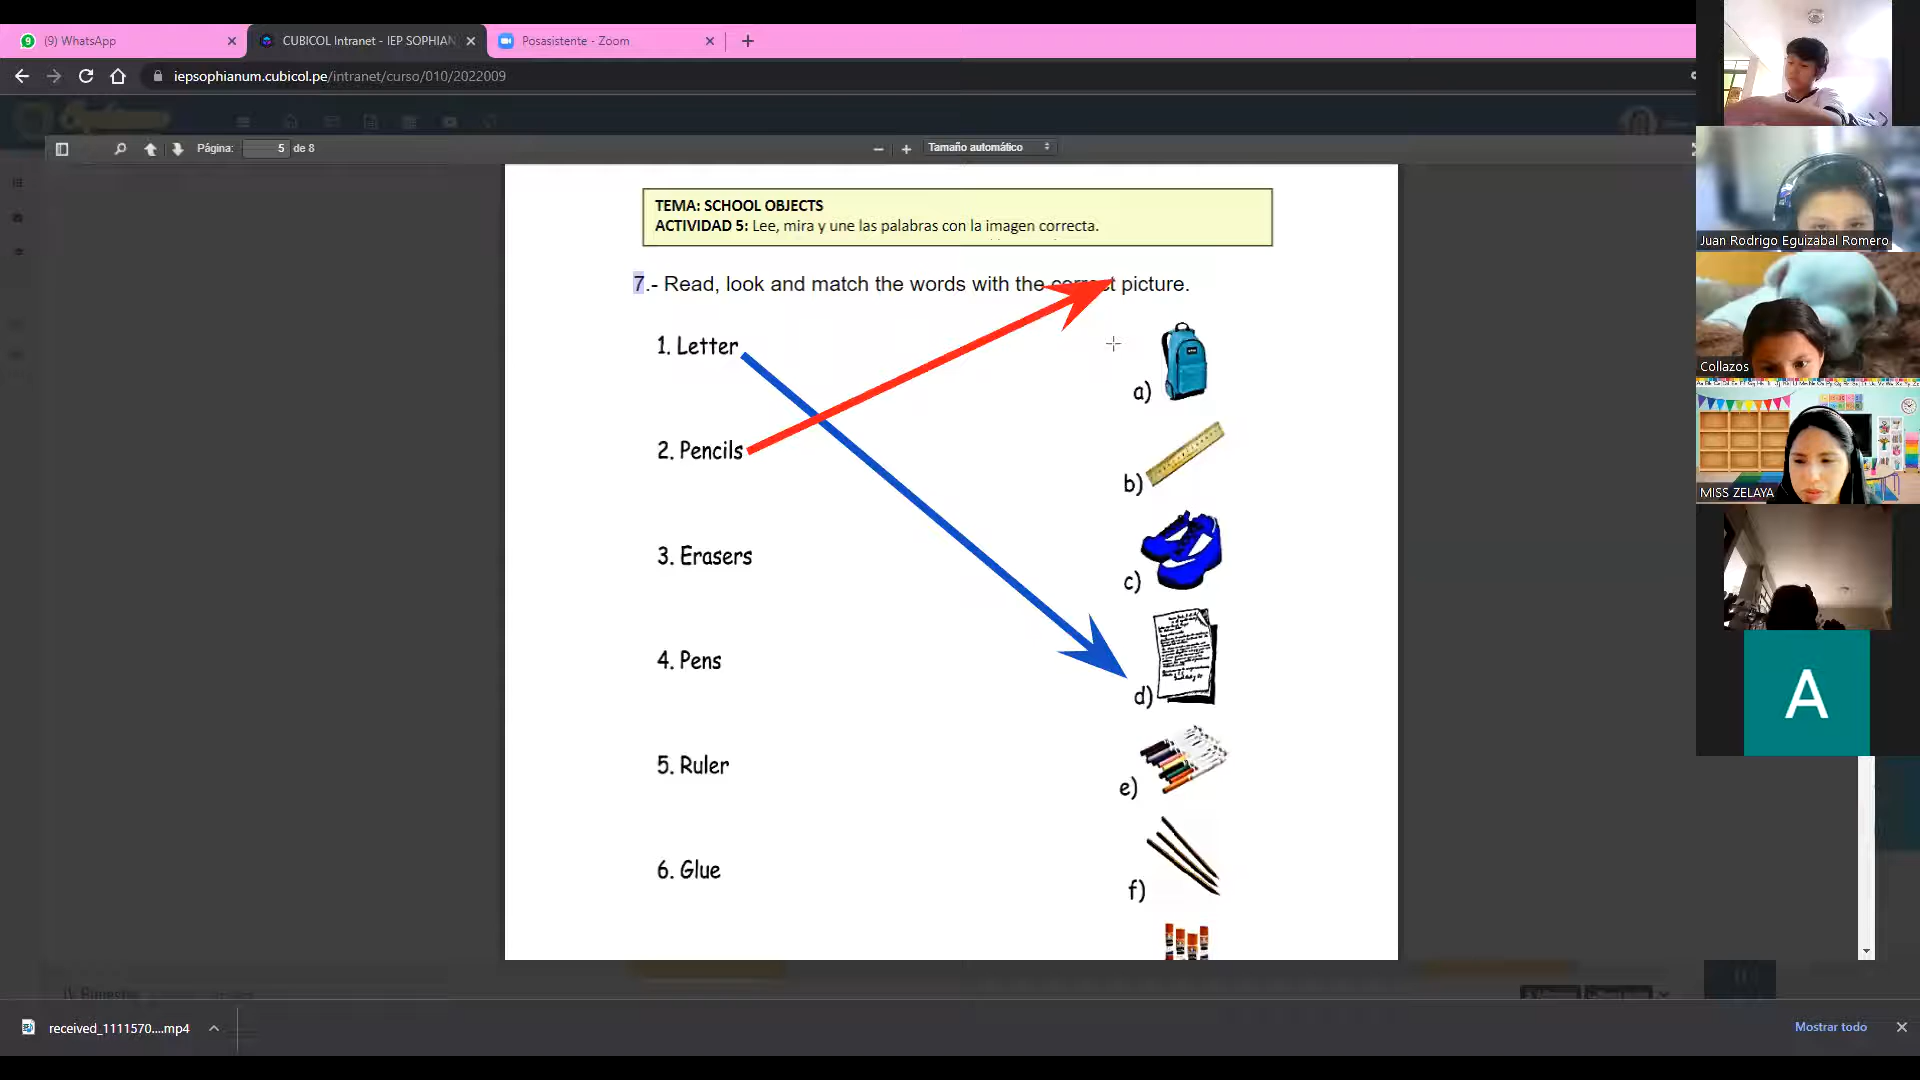 (9) WhatsApp
CUBICOL Intranet - IEP SOPHIAN
Posasistente - Zoom
iepsophianum.cubicol.pe/intranet/curso/010/2022009
Página: 5 de 8
Tamaño automático
TEMA: SCHOOL OBJECTS
ACTIVIDAD 5: Lee, mira y une las palabras con la imagen correcta.
7.- Read, look and match the words with the correct picture.
1. Letter
a)
2. Pencils
b)
3. Erasers
c)
4. Pens
d)
5. Ruler
e)
6. Glue
f)
Juan Rodrigo Eguizabal Romero
Collazos
MISS ZELAYA
A
IV Bimestre
received_1111570....mp4
Mostrar todo